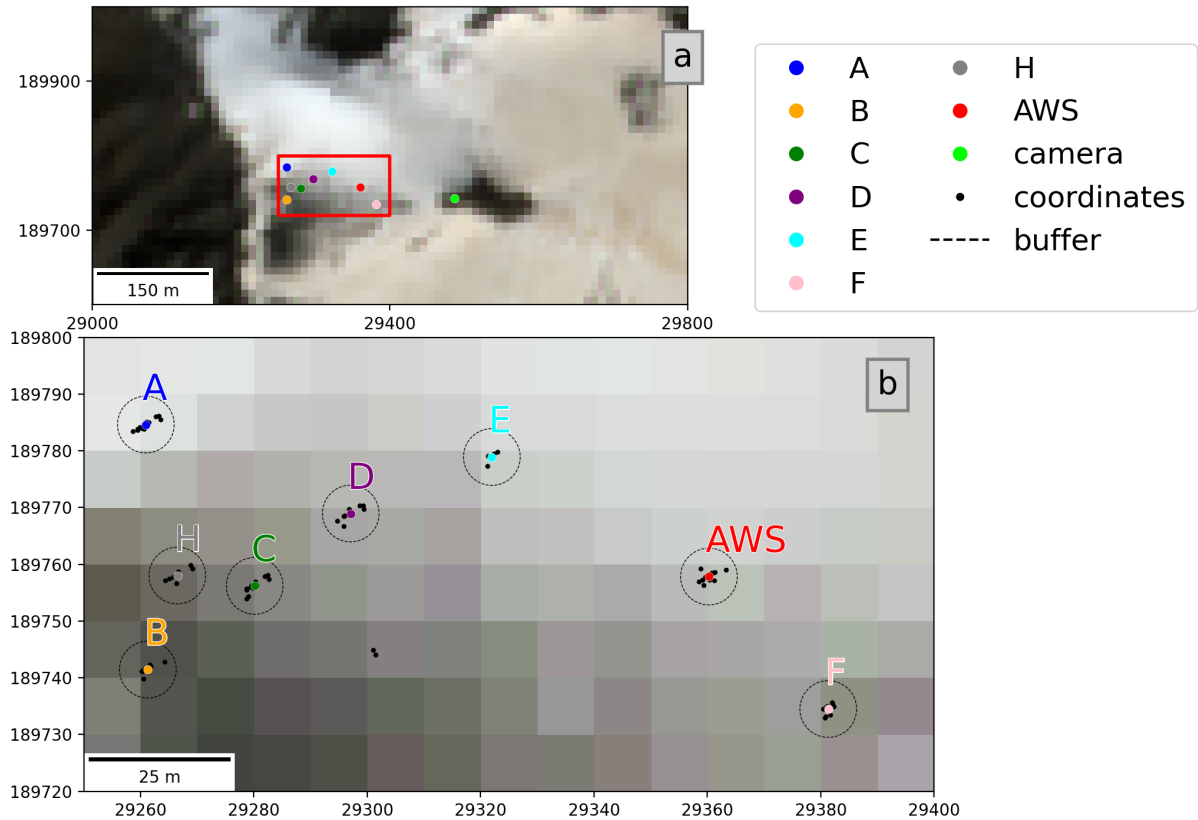 a
189900
189700
150 m
29000 29400 29800
A H
B AWS
C camera
D coordinates
E buffer
F
b
189800
189790
189780
189770
189760
189750
189740
189730
189720
A
E
D
H C AWS
B
F
25 m
29260 29280 29300 29320 29340 29360 29380 29400